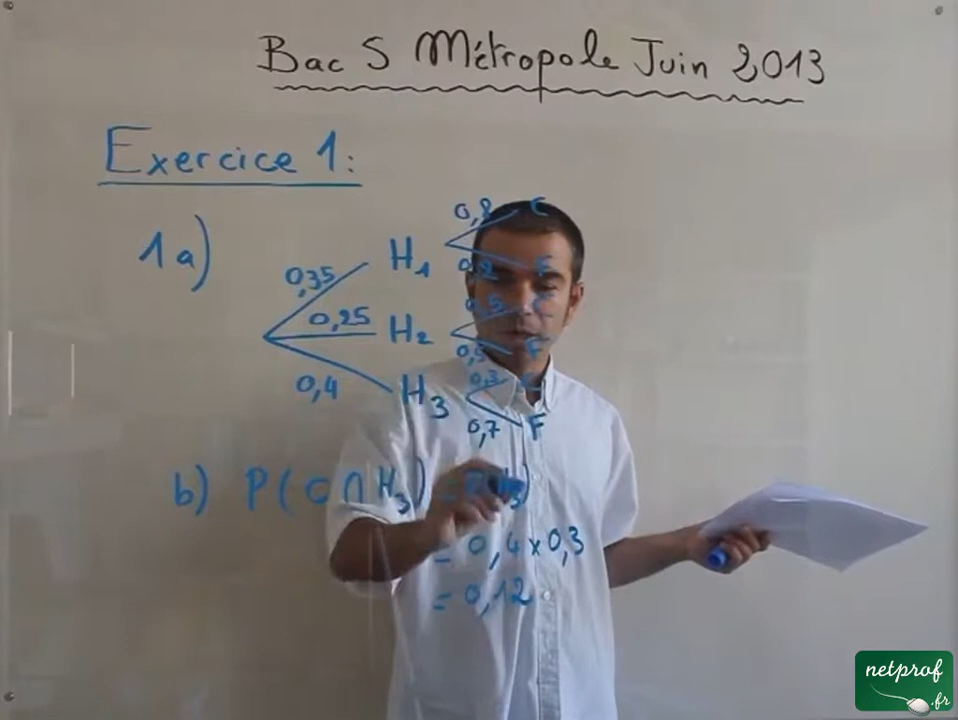 Bac S Métropole Juin 2013
Exercice 1:
1a)
0,35 H1 0,8 C
0,2 F
0,25 H2 0,5 C
0,5 F
0,4 H3 0,3 C
0,7 F
b) P(C∩H3) =
= 0,4 x 0,3
= 0,12
netprof
.fr